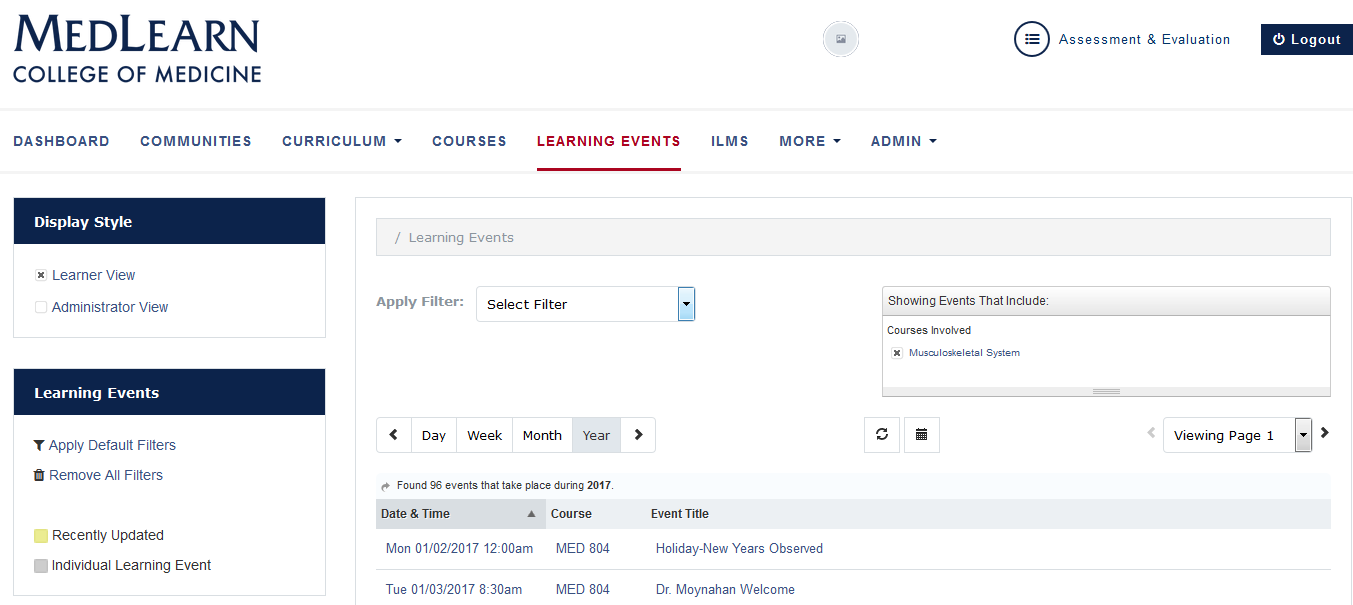 MEDLEARN
COLLEGE OF MEDICINE
Assessment & Evaluation
Logout
DASHBOARD COMMUNITIES CURRICULUM COURSES LEARNING EVENTS ILMS MORE ADMIN
Display Style
Learner View
Administrator View
Learning Events
Apply Default Filters
Remove All Filters
Recently Updated
Individual Learning Event
/ Learning Events
Apply Filter: Select Filter
Showing Events That Include:
Courses Involved
Musculoskeletal System
Day Week Month Year
Viewing Page 1
Found 96 events that take place during 2017.
Date & Time Course Event Title
Mon 01/02/2017 12:00am MED 804 Holiday-New Years Observed
Tue 01/03/2017 8:30am MED 804 Dr. Moynahan Welcome